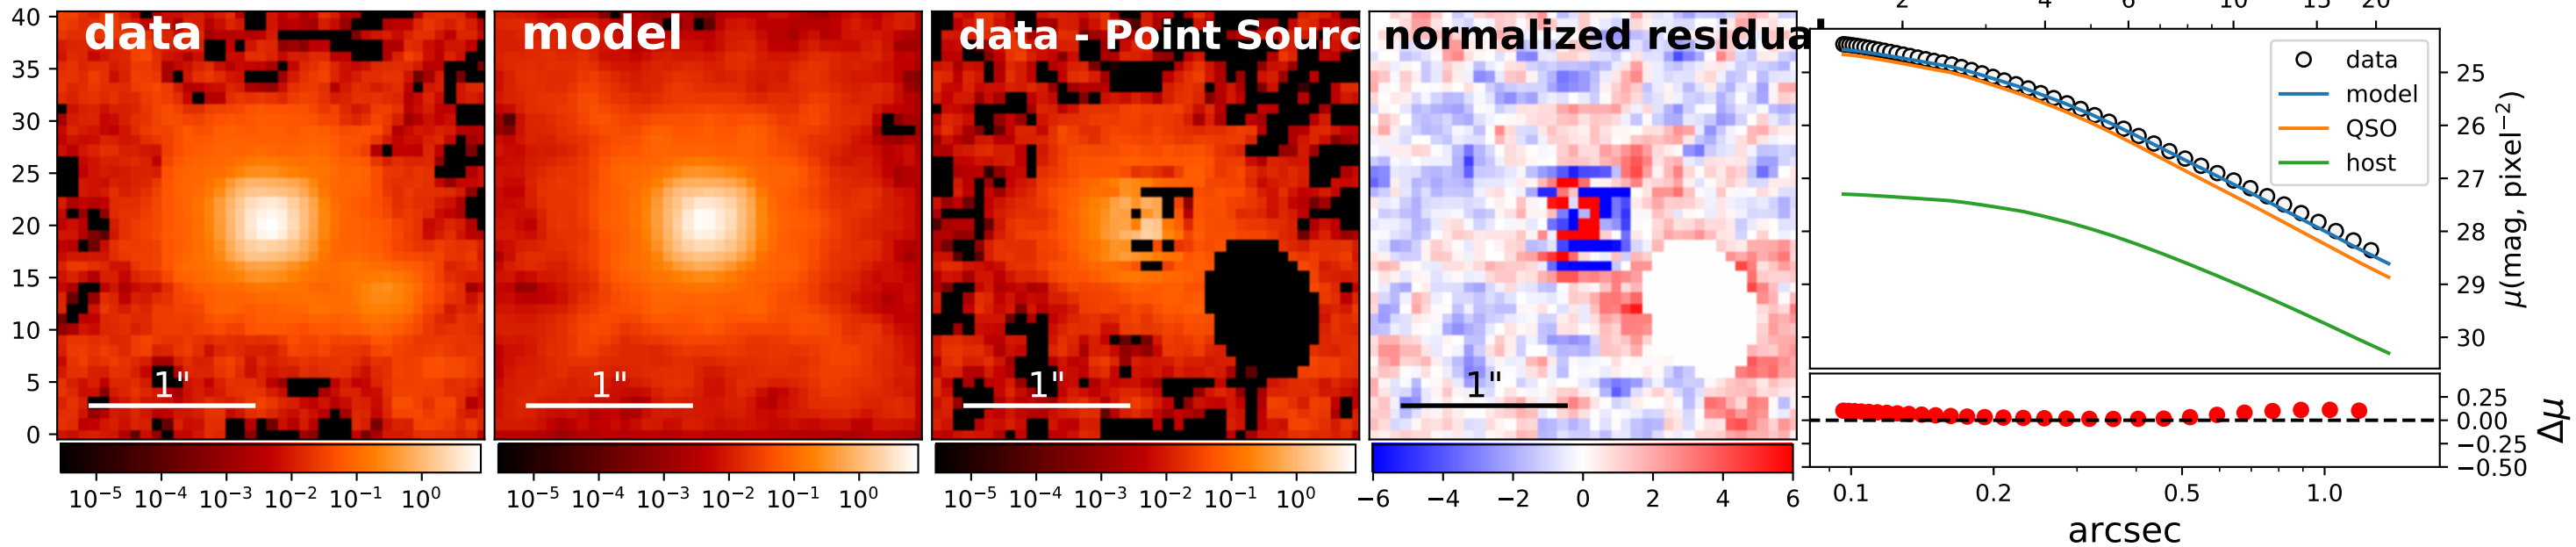 data
model
data - Point Sourc
normalized residual
40
35
30
25
20
15
10
5
0
1"
1"
1"
1"
10⁻⁵ 10⁻⁴ 10⁻³ 10⁻² 10⁻¹ 10⁰
10⁻⁵ 10⁻⁴ 10⁻³ 10⁻² 10⁻¹ 10⁰
10⁻⁵ 10⁻⁴ 10⁻³ 10⁻² 10⁻¹ 10⁰
−6 −4 −2 0 2 4 6
2 4 6 10 15 20
data
model
QSO
host
25
26
27
28
29
30
μ(mag, pixel⁻²)
0.25
0.00
−0.25
−0.50
Δμ
0.1 0.2 0.5 1.0
arcsec